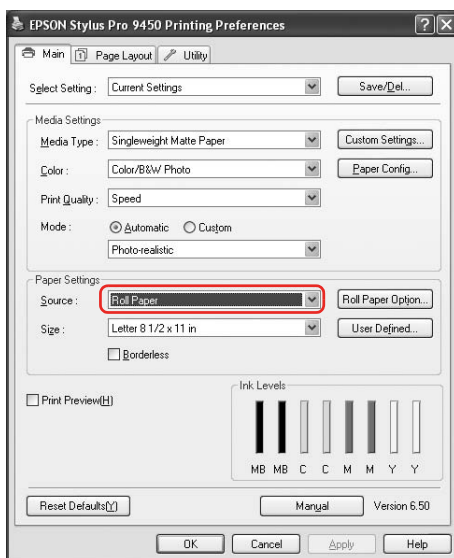 EPSON Stylus Pro 9450 Printing Preferences
Main Page Layout Utility
Select Setting : Current Settings Save/Del...
Media Settings
Media Type : Singleweight Matte Paper Custom Settings...
Color : Color/B&W Photo Paper Config...
Print Quality : Speed
Mode : Automatic Custom
Photo-realistic
Paper Settings
Source : Roll Paper Roll Paper Option...
Size : Letter 8 1/2 x 11 in User Defined...
Borderless
Print Preview(H)
Ink Levels
MB MB C C M M Y Y
Reset Defaults(Y) Manual Version 6.50
OK Cancel Apply Help